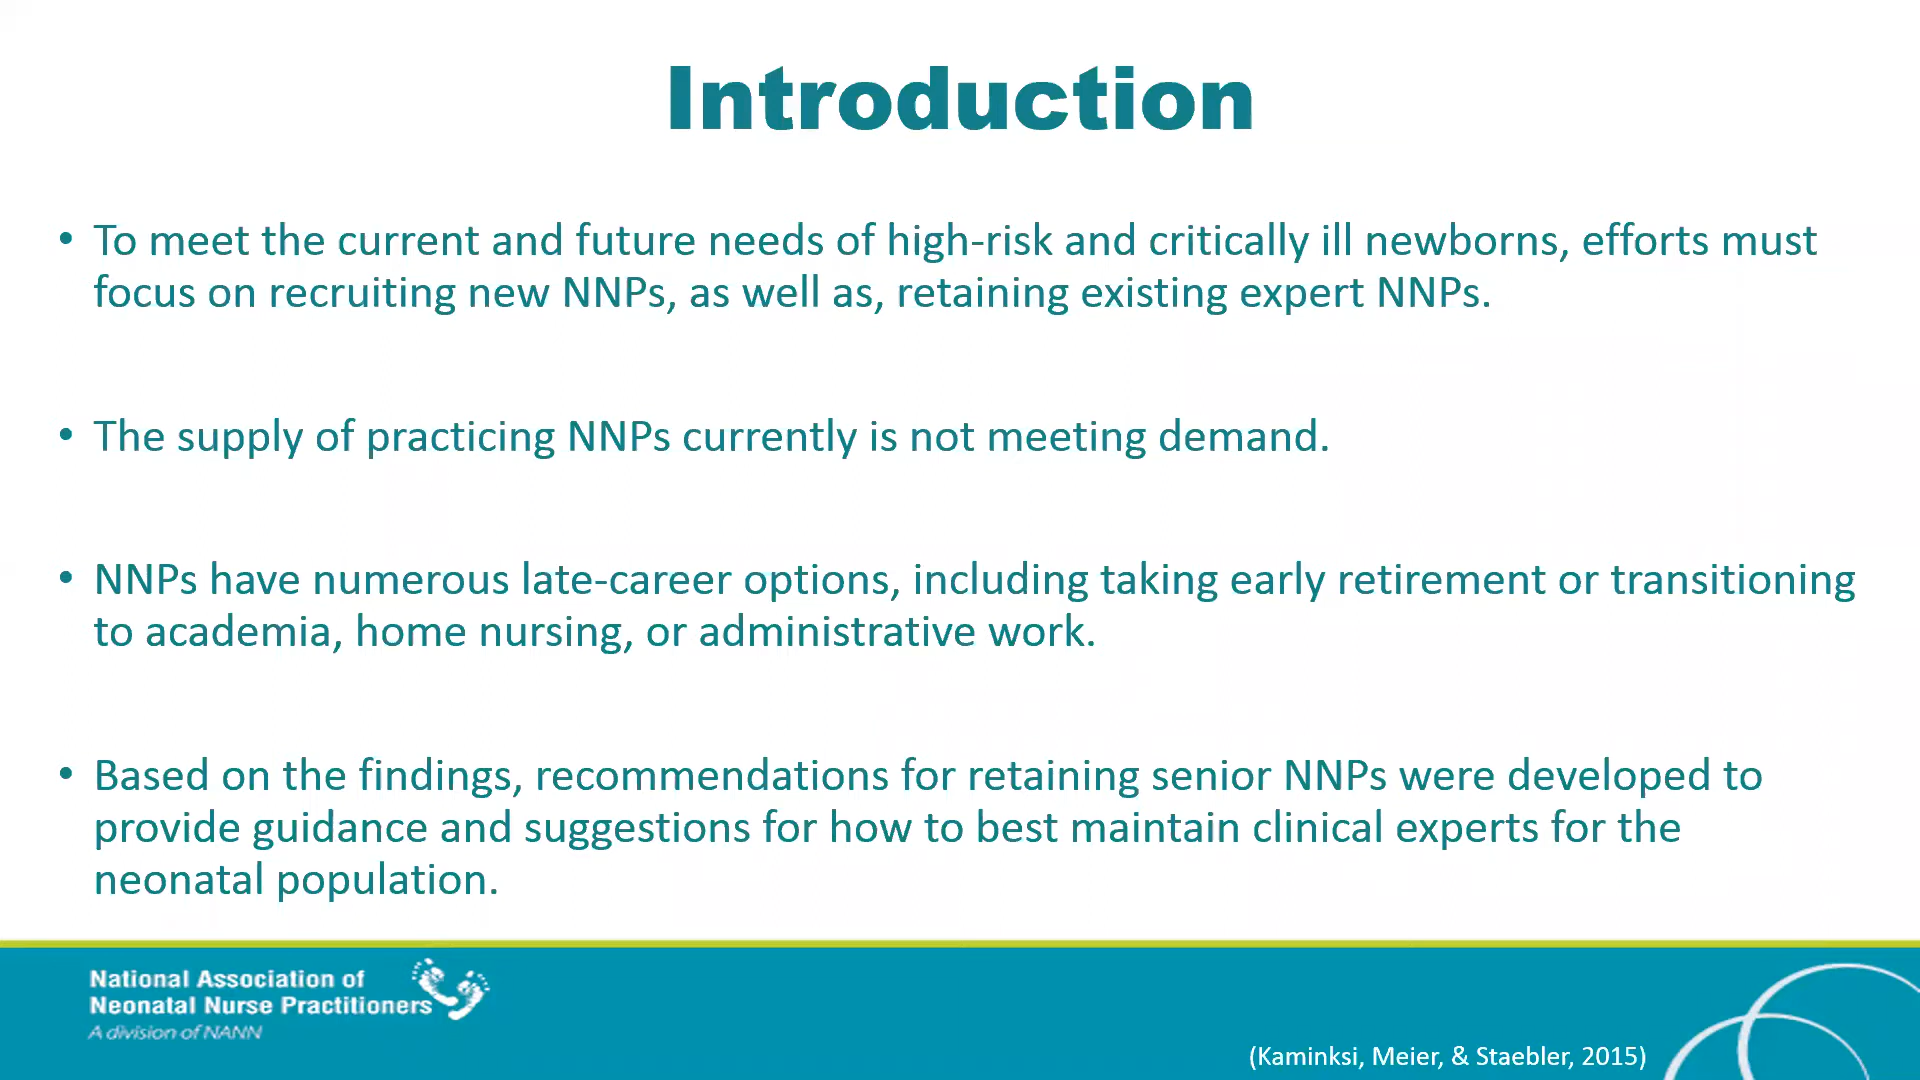 Introduction
• To meet the current and future needs of high-risk and critically ill newborns, efforts must
focus on recruiting new NNPs, as well as, retaining existing expert NNPs.
• The supply of practicing NNPs currently is not meeting demand.
• NNPs have numerous late-career options, including taking early retirement or transitioning
to academia, home nursing, or administrative work.
• Based on the findings, recommendations for retaining senior NNPs were developed to
provide guidance and suggestions for how to best maintain clinical experts for the
neonatal population.
National Association of
Neonatal Nurse Practitioners
A division of NANN
(Kaminksi, Meier, & Staebler, 2015)